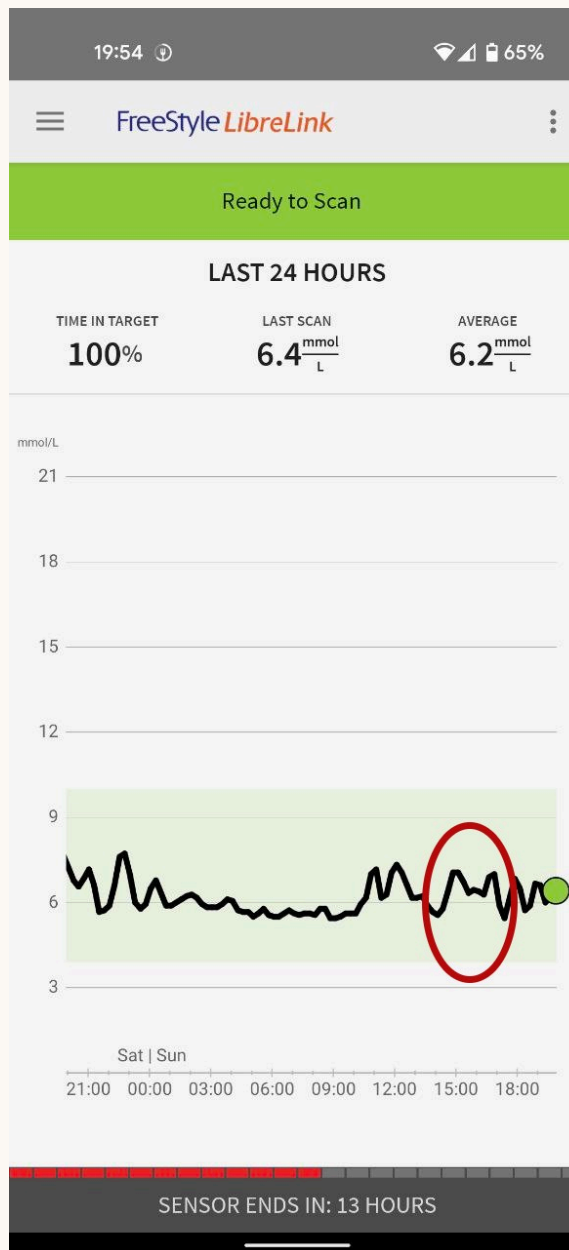 19:54 65%
FreeStyle LibreLink
Ready to Scan
LAST 24 HOURS
TIME IN TARGET LAST SCAN AVERAGE
100% 6.4 mmol/L 6.2 mmol/L
mmol/L
21
18
15
12
9
6
3
Sat | Sun
21:00 00:00 03:00 06:00 09:00 12:00 15:00 18:00
SENSOR ENDS IN: 13 HOURS